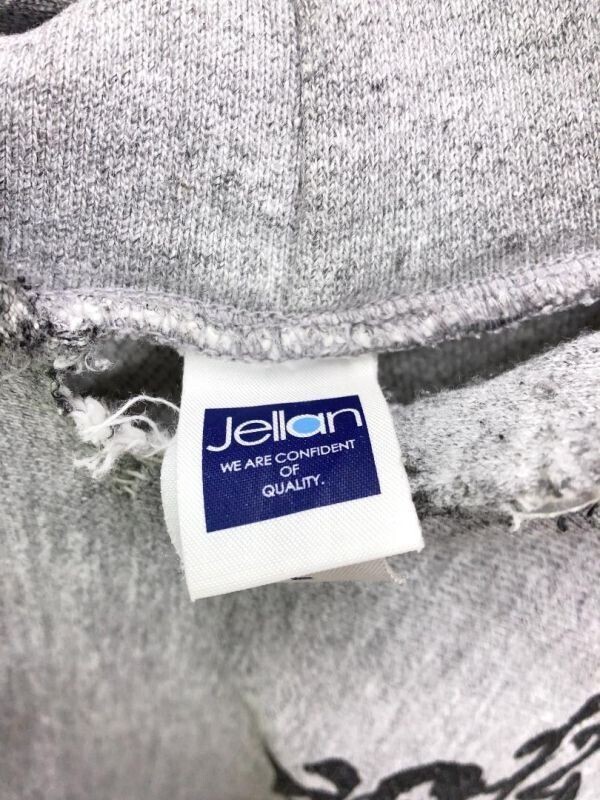 Jellan
WE ARE CONFIDENT
OF
QUALITY.